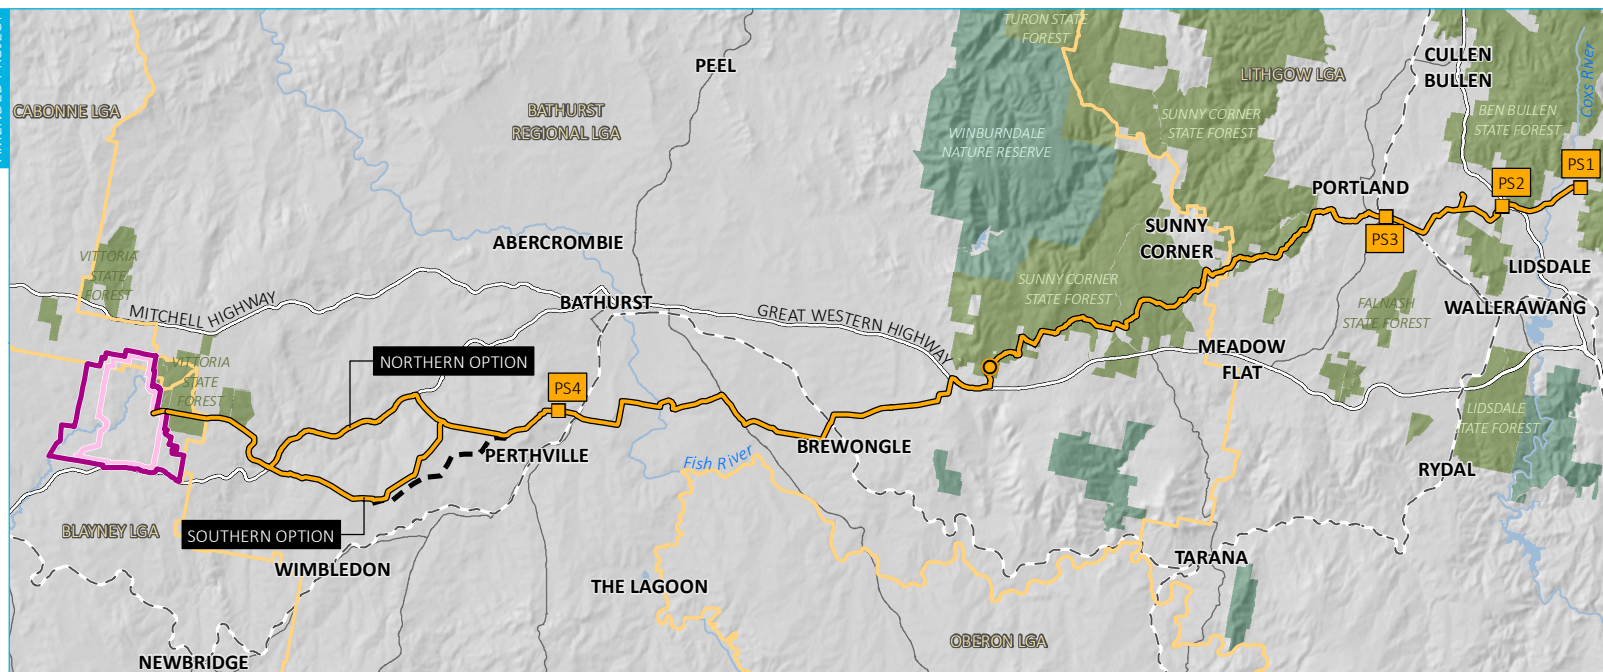 TURON STATE
FOREST
CULLEN
BULLEN
PEEL
LITHGOW LGA
Coxs River
CABONNE LGA
BATHURST
REGIONAL LGA
SUNNY CORNER
STATE FOREST
BEN BULLEN
STATE FOREST
WINBURNDALE
NATURE RESERVE
PS1
PS2
PORTLAND
PS3
SUNNY
CORNER
ABERCROMBIE
VITTORIA
STATE
FOREST
LIDSDALE
SUNNY CORNER
STATE FOREST
MITCHELL HIGHWAY
BATHURST
GREAT WESTERN HIGHWAY
FALNASH
STATE FOREST
WALLERAWANG
MEADOW
FLAT
NORTHERN OPTION
VITTORIA
STATE
FOREST
PS4
LIDSDALE
STATE FOREST
BREWONGLE
PERTHVILLE
Fish River
RYDAL
BLAYNEY LGA
SOUTHERN OPTION
TARANA
WIMBLEDON
THE LAGOON
OBERON LGA
NEWBRIDGE